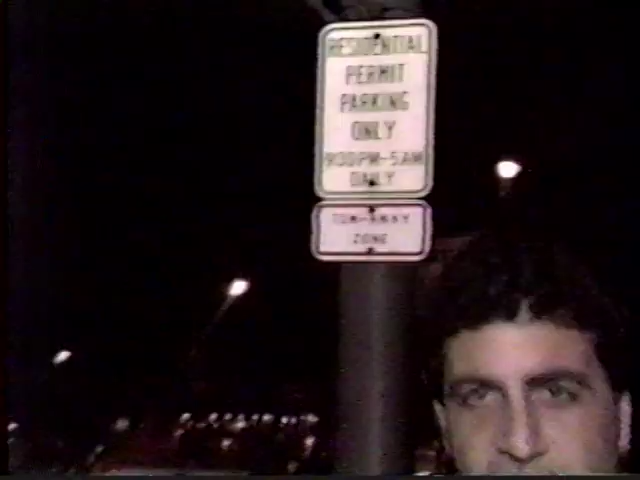 RESIDENTIAL
PERMIT
PARKING
ONLY
9:00PM-5AM
ONLY
TOW-AWAY
ZONE